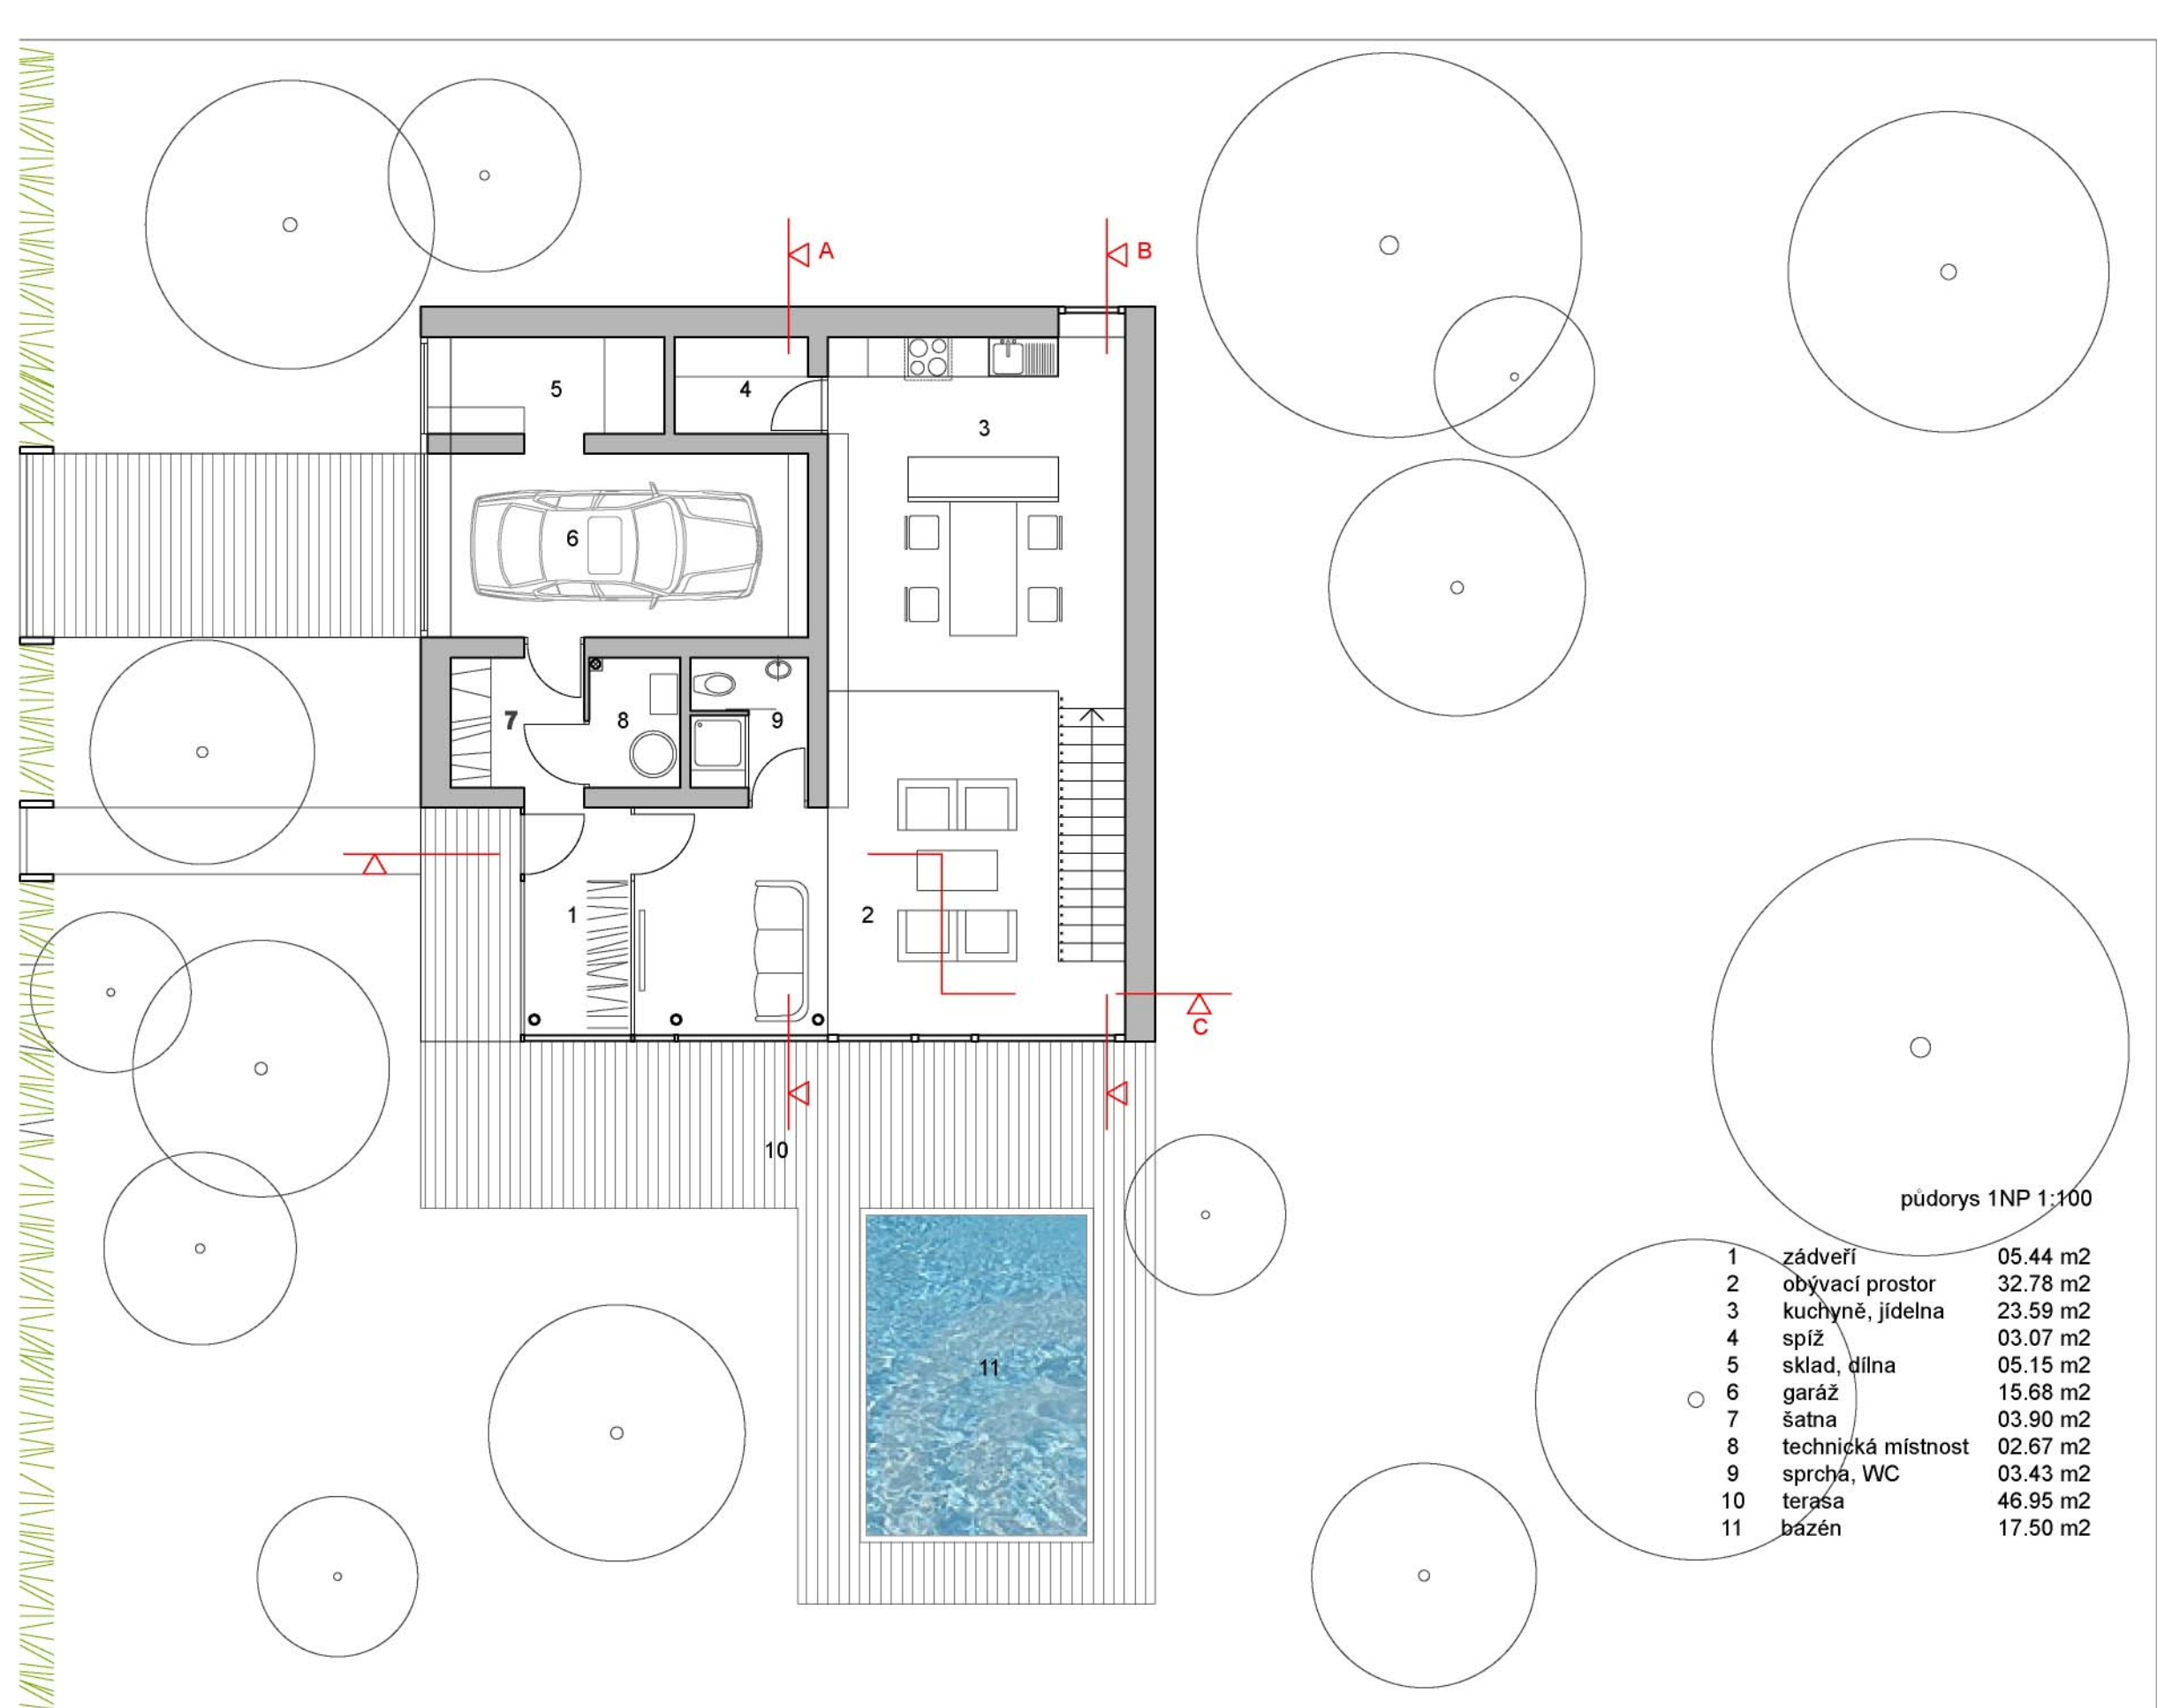 A
B
5
4
3
6
7
8
9
1
2
C
10
11
půdorys 1NP 1:100
1 zádveří 05.44 m2
2 obývací prostor 32.78 m2
3 kuchyně, jídelna 23.59 m2
4 spíž 03.07 m2
5 sklad, dílna 05.15 m2
6 garáž 15.68 m2
7 šatna 03.90 m2
8 technická místnost 02.67 m2
9 sprcha, WC 03.43 m2
10 terasa 46.95 m2
11 bazén 17.50 m2